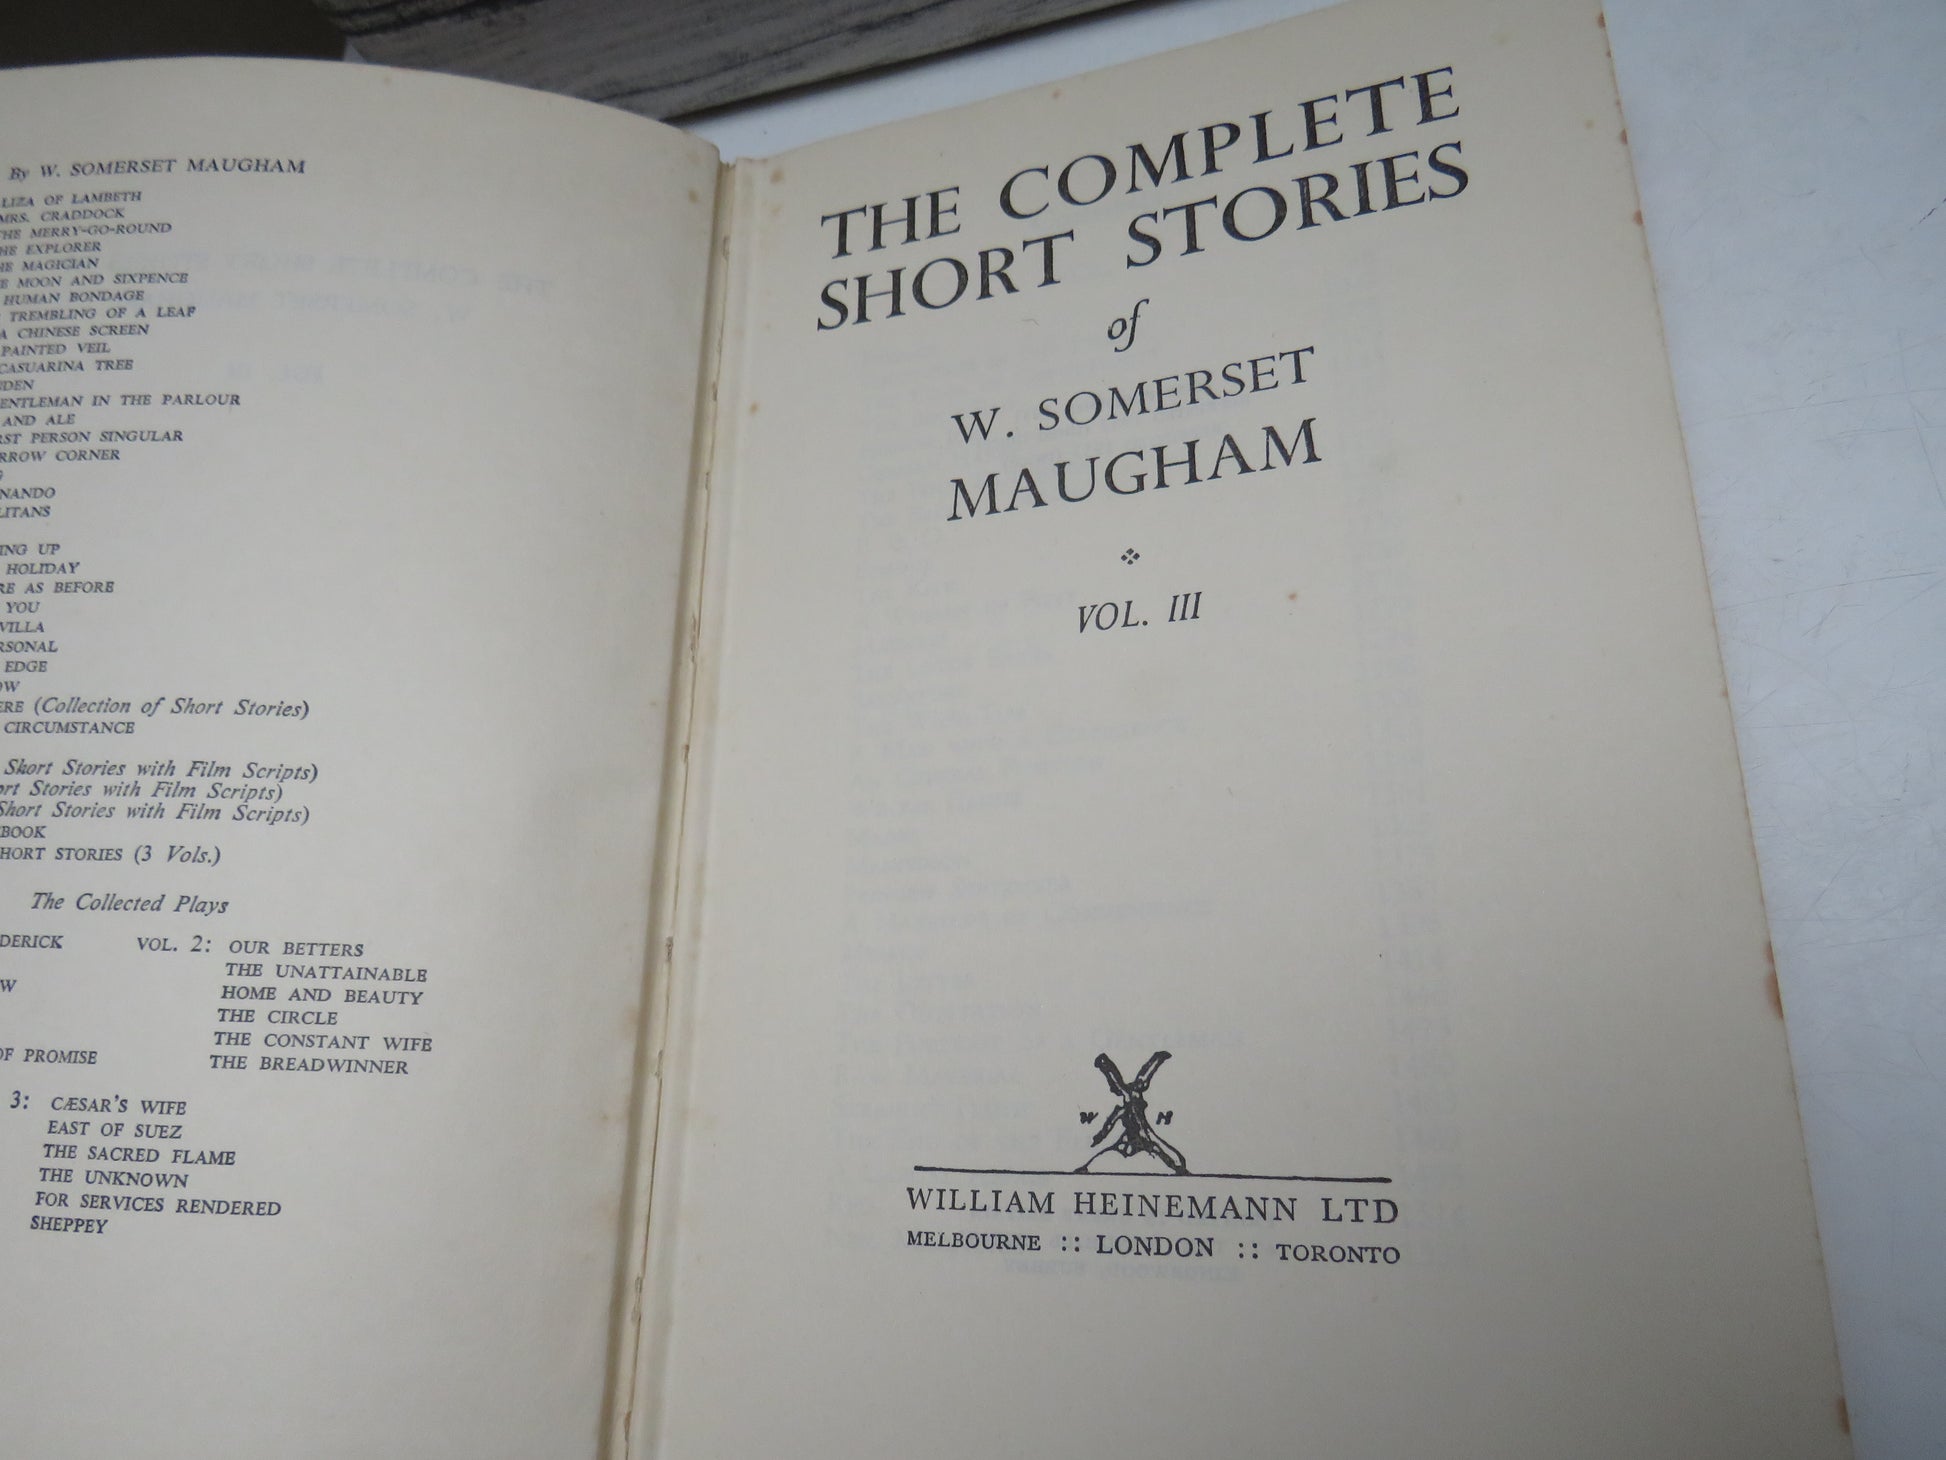 By W. SOMERSET MAUGHAM
LIZA OF LAMBETH
MRS. CRADDOCK
THE MERRY-GO-ROUND
HE EXPLORER
HE MAGICIAN
E MOON AND SIXPENCE
HUMAN BONDAGE
TREMBLING OF A LEAF
A CHINESE SCREEN
PAINTED VEIL
CASUARINA TREE
NDEN
ENTLEMAN IN THE PARLOUR
AND ALE
RST PERSON SINGULAR
RROW CORNER
NANDO
LITANS
ING UP
HOLIDAY
RE AS BEFORE
YOU
VILLA
RSONAL
EDGE
OW
ERE (Collection of Short Stories)
CIRCUMSTANCE
Short Stories with Film Scripts)
ort Stories with Film Scripts)
Short Stories with Film Scripts)
EBOOK
HORT STORIES (3 Vols.)
The Collected Plays
DERICK
W
OF PROMISE
VOL. 2: OUR BETTERS
THE UNATTAINABLE
HOME AND BEAUTY
THE CIRCLE
THE CONSTANT WIFE
THE BREADWINNER
3: CÆSAR'S WIFE
EAST OF SUEZ
THE SACRED FLAME
THE UNKNOWN
FOR SERVICES RENDERED
SHEPPEY
THE COMPLETE
SHORT STORIES
of
W. SOMERSET
MAUGHAM
VOL. III
W H
WILLIAM HEINEMANN LTD
MELBOURNE :: LONDON :: TORONTO